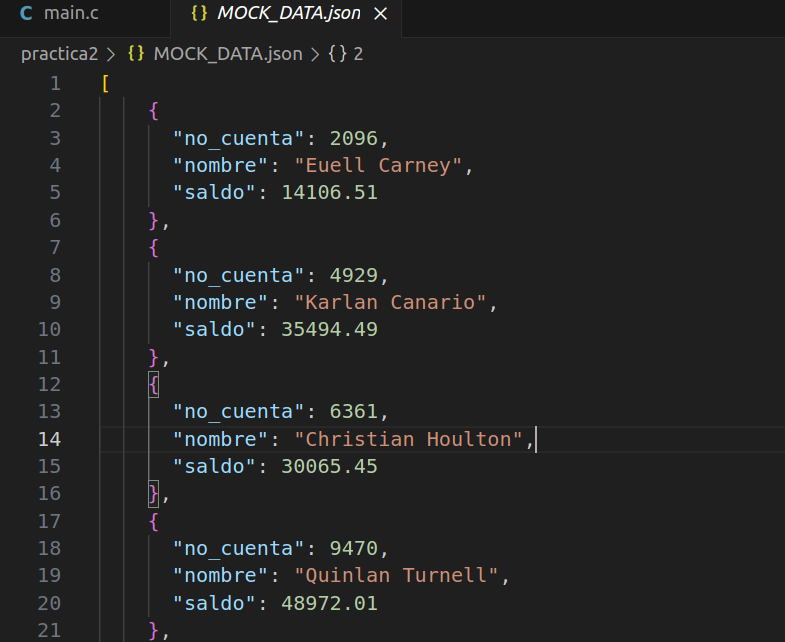 C main.c {} MOCK_DATA.json ×
practica2 > {} MOCK_DATA.json > {} 2
1 [
2 {
3 "no_cuenta": 2096,
4 "nombre": "Euell Carney",
5 "saldo": 14106.51
6 },
7 {
8 "no_cuenta": 4929,
9 "nombre": "Karlan Canario",
10 "saldo": 35494.49
11 },
12 {
13 "no_cuenta": 6361,
14 "nombre": "Christian Houlton",
15 "saldo": 30065.45
16 },
17 {
18 "no_cuenta": 9470,
19 "nombre": "Quinlan Turnell",
20 "saldo": 48972.01
21 },